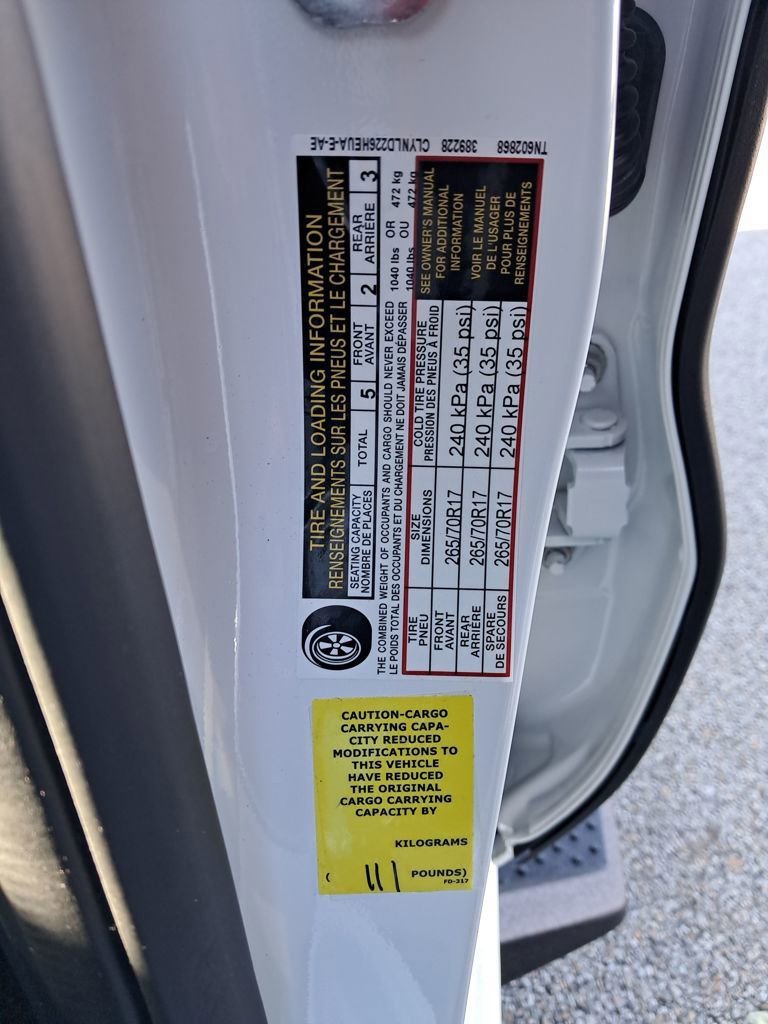 TN602868 389228 CLYNLD226HEUA-E-AE
TIRE AND LOADING INFORMATION
RENSEIGNEMENTS SUR LES PNEUS ET LE CHARGEMENT
SEATING CAPACITY TOTAL 5 FRONT 2 REAR 3
NOMBRE DE PLACES AVANT ARRIÈRE
THE COMBINED WEIGHT OF OCCUPANTS AND CARGO SHOULD NEVER EXCEED 1040 lbs OR 472 kg
LE POIDS TOTAL DES OCCUPANTS ET DU CHARGEMENT NE DOIT JAMAIS DÉPASSER 1040 lbs OU 472 kg
TIRE SIZE COLD TIRE PRESSURE
PNEU DIMENSIONS PRESSION DES PNEUS À FROID
FRONT
AVANT 265/70R17 240 kPa (35 psi)
REAR
ARRIÈRE 265/70R17 240 kPa (35 psi)
SPARE
DE SECOURS 265/70R17 240 kPa (35 psi)
SEE OWNER'S MANUAL
FOR ADDITIONAL
INFORMATION
VOIR LE MANUEL
DE L'USAGER
POUR PLUS DE
RENSEIGNEMENTS
CAUTION-CARGO
CARRYING CAPA-
CITY REDUCED
MODIFICATIONS TO
THIS VEHICLE
HAVE REDUCED
THE ORIGINAL
CARGO CARRYING
CAPACITY BY
KILOGRAMS
( 111 POUNDS)
FD-317